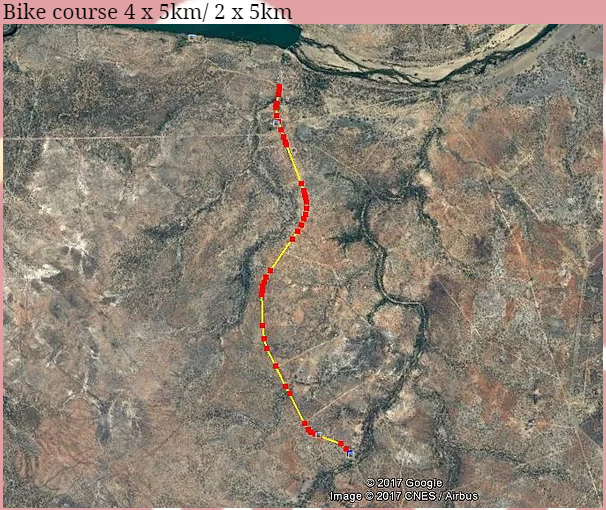 Bike course 4 x 5km/ 2 x 5km
© 2017 Google
Image © 2017 CNES / Airbus